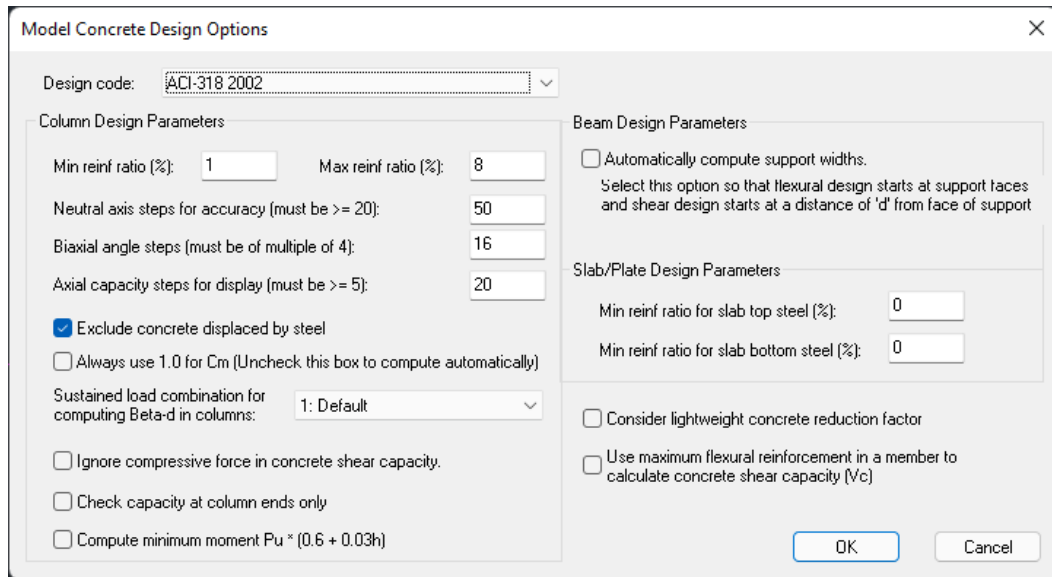 Model Concrete Design Options
Design code: ACI-318 2002
Column Design Parameters
Min reinf ratio (%): 1 Max reinf ratio (%): 8
Neutral axis steps for accuracy (must be >= 20): 50
Biaxial angle steps (must be of multiple of 4): 16
Axial capacity steps for display (must be >= 5): 20
Exclude concrete displaced by steel
Always use 1.0 for Cm (Uncheck this box to compute automatically)
Sustained load combination for
computing Beta-d in columns: 1: Default
Ignore compressive force in concrete shear capacity.
Check capacity at column ends only
Compute minimum moment Pu * (0.6 + 0.03h)
Beam Design Parameters
Automatically compute support widths.
Select this option so that flexural design starts at support faces
and shear design starts at a distance of 'd' from face of support
Slab/Plate Design Parameters
Min reinf ratio for slab top steel (%): 0
Min reinf ratio for slab bottom steel (%): 0
Consider lightweight concrete reduction factor
Use maximum flexural reinforcement in a member to
calculate concrete shear capacity (Vc)
OK Cancel